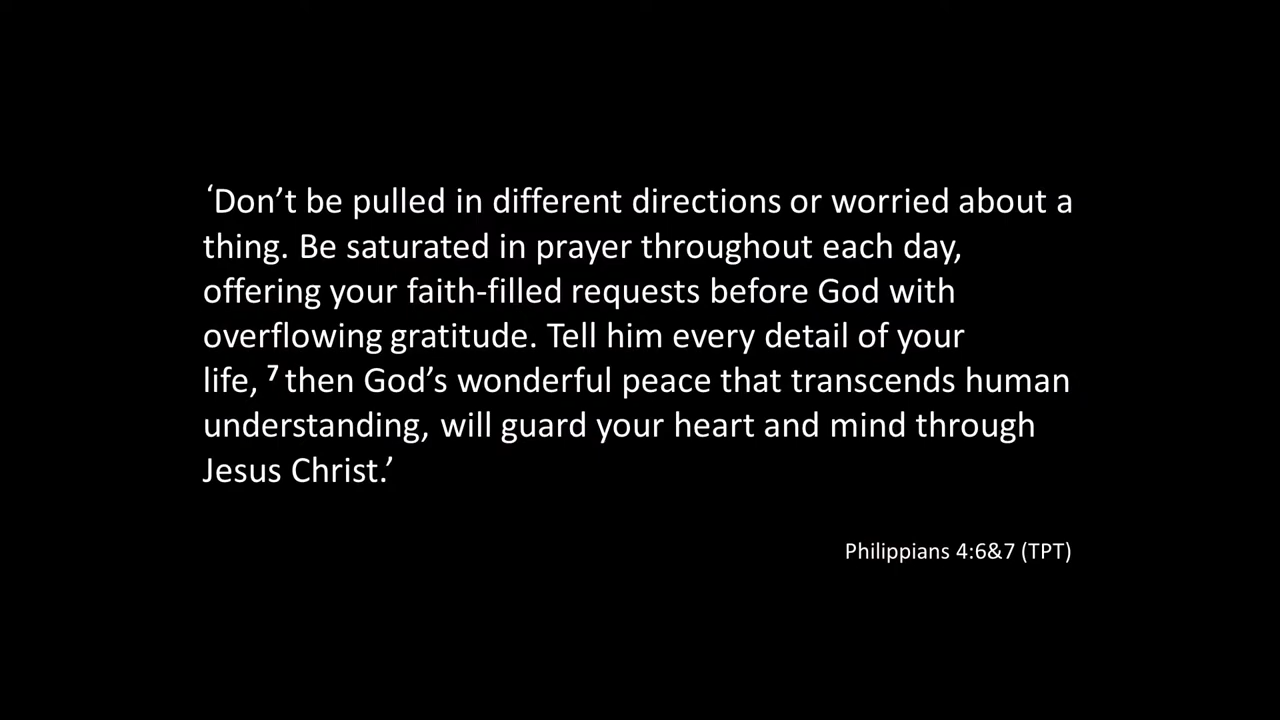 ‘Don’t be pulled in different directions or worried about a
thing. Be saturated in prayer throughout each day,
offering your faith-filled requests before God with
overflowing gratitude. Tell him every detail of your
life, ⁷ then God’s wonderful peace that transcends human
understanding, will guard your heart and mind through
Jesus Christ.’
Philippians 4:6&7 (TPT)